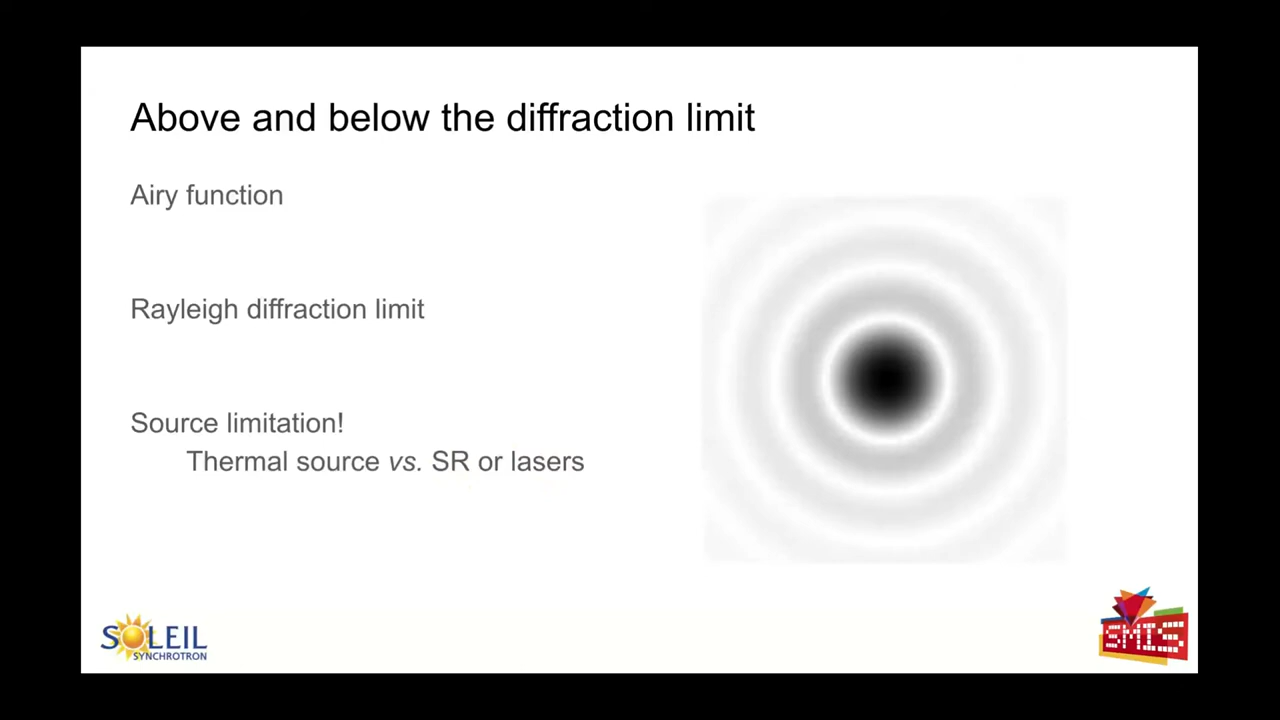 Above and below the diffraction limit
Airy function
Rayleigh diffraction limit
Source limitation!
Thermal source vs. SR or lasers
SOLEIL
SYNCHROTRON
SMIS